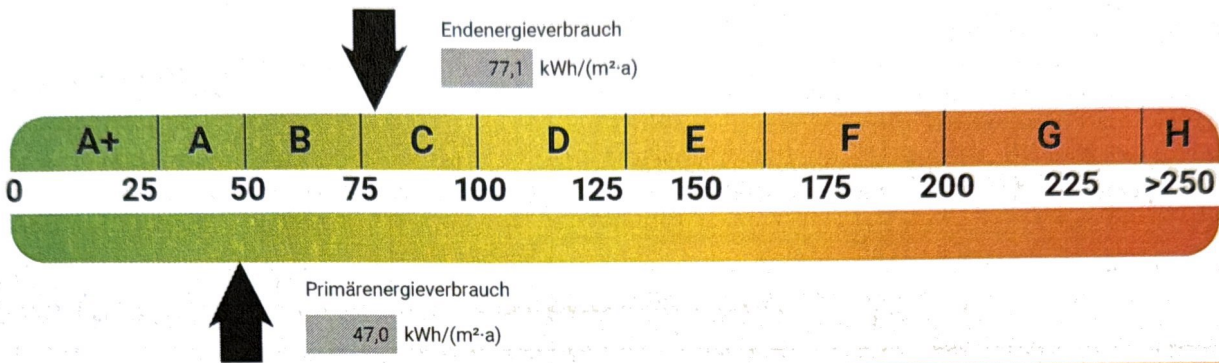 Endenergieverbrauch
77,1 kWh/(m²·a)
A+ A B C D E F G H
0 25 50 75 100 125 150 175 200 225 >250
Primärenergieverbrauch
47,0 kWh/(m²·a)